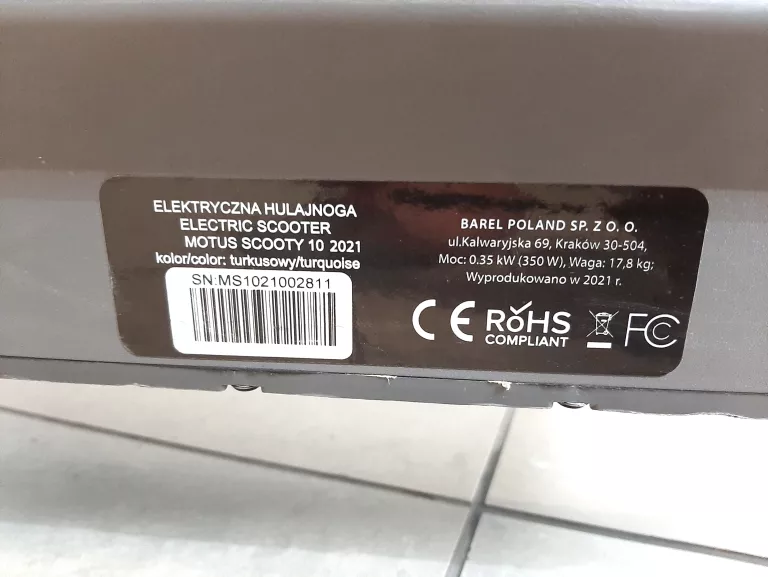 ELEKTRYCZNA HULAJNOGA
ELECTRIC SCOOTER
MOTUS SCOOTY 10 2021
kolor/color: turkusowy/turquoise
SN:MS1021002811
BAREL POLAND SP. Z O. O.
ul.Kalwaryjska 69, Kraków 30-504,
Moc: 0.35 kW (350 W), Waga: 17,8 kg;
Wyprodukowano w 2021 r.
CE RoHS FC
COMPLIANT